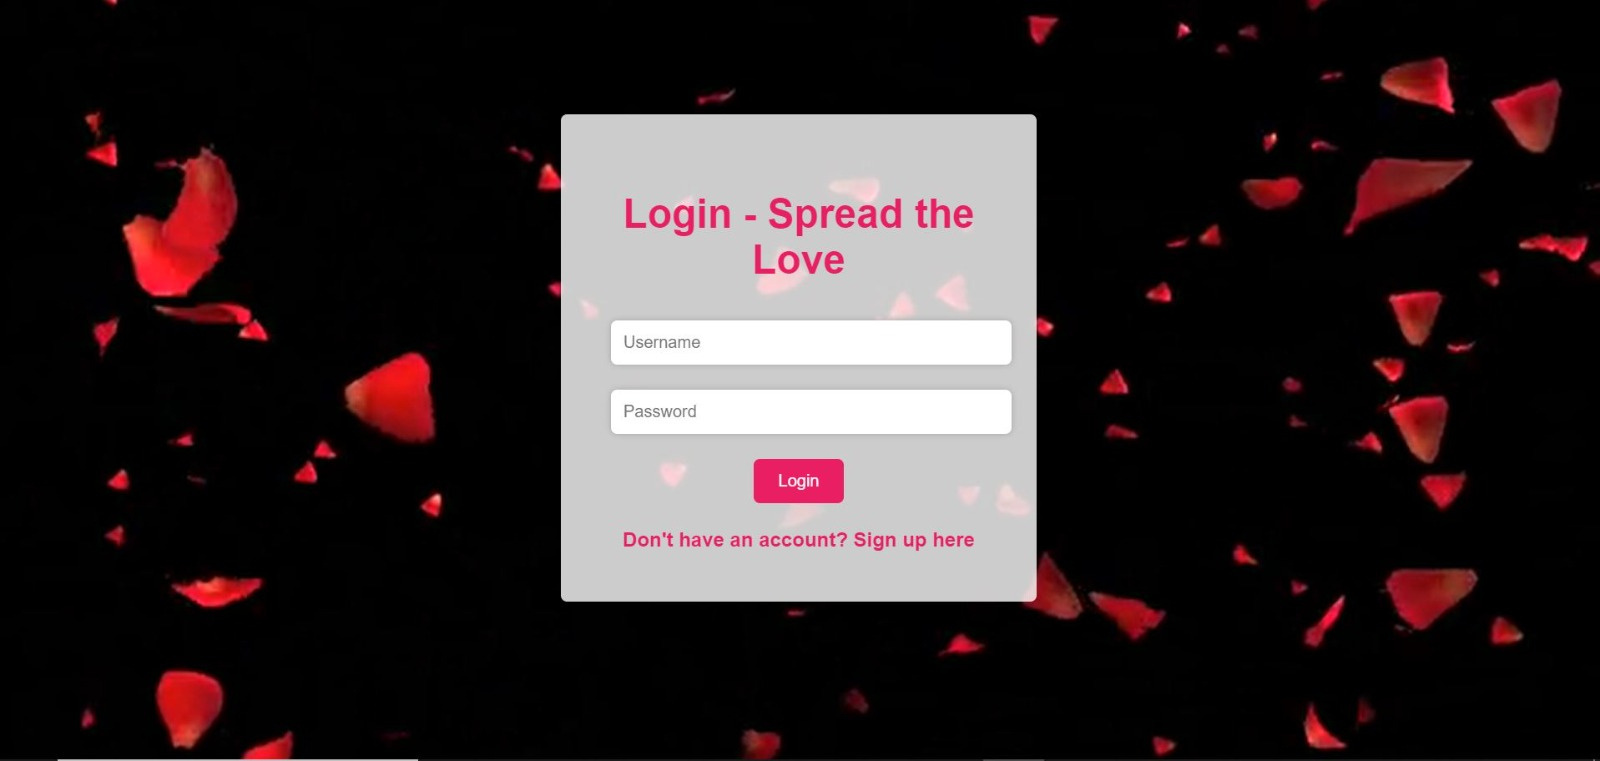 Login - Spread the
Love
Username
Password
Login
Don't have an account? Sign up here